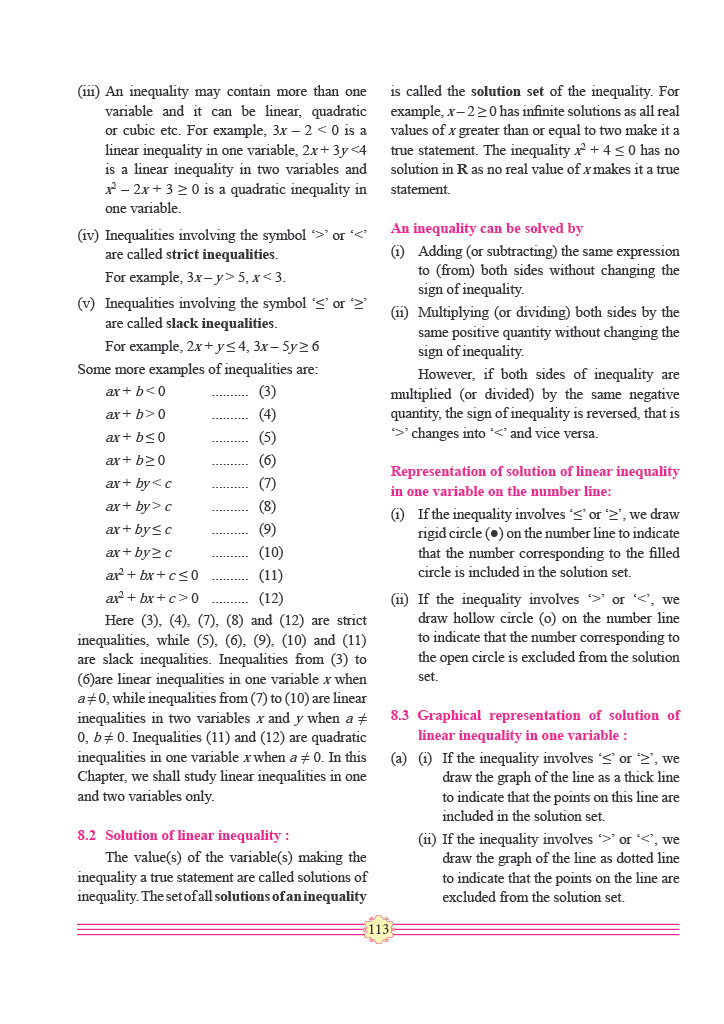 (iii) An inequality may contain more than one
variable and it can be linear, quadratic
or cubic etc. For example, 3x – 2 < 0 is a
linear inequality in one variable, 2x + 3y <4
is a linear inequality in two variables and
x² – 2x + 3 ≥ 0 is a quadratic inequality in
one variable.
(iv) Inequalities involving the symbol ‘>’ or ‘<’
are called strict inequalities.
For example, 3x – y > 5, x < 3.
(v) Inequalities involving the symbol ‘≤’ or ‘≥’
are called slack inequalities.
For example, 2x + y ≤ 4, 3x – 5y ≥ 6
Some more examples of inequalities are:
ax + b < 0 .......... (3)
ax + b > 0 .......... (4)
ax + b ≤ 0 .......... (5)
ax + b ≥ 0 .......... (6)
ax + by < c .......... (7)
ax + by > c .......... (8)
ax + by ≤ c .......... (9)
ax + by ≥ c .......... (10)
ax² + bx + c ≤ 0 .......... (11)
ax² + bx + c > 0 .......... (12)
Here (3), (4), (7), (8) and (12) are strict
inequalities, while (5), (6), (9), (10) and (11)
are slack inequalities. Inequalities from (3) to
(6)are linear inequalities in one variable x when
a ≠ 0, while inequalities from (7) to (10) are linear
inequalities in two variables x and y when a ≠
0, b ≠ 0. Inequalities (11) and (12) are quadratic
inequalities in one variable x when a ≠ 0. In this
Chapter, we shall study linear inequalities in one
and two variables only.
8.2 Solution of linear inequality :
The value(s) of the variable(s) making the
inequality a true statement are called solutions of
inequality. The set of all solutions of an inequality
is called the solution set of the inequality. For
example, x – 2 ≥ 0 has infinite solutions as all real
values of x greater than or equal to two make it a
true statement. The inequality x² + 4 ≤ 0 has no
solution in R as no real value of x makes it a true
statement.
An inequality can be solved by
(i) Adding (or subtracting) the same expression
to (from) both sides without changing the
sign of inequality.
(ii) Multiplying (or dividing) both sides by the
same positive quantity without changing the
sign of inequality.
However, if both sides of inequality are
multiplied (or divided) by the same negative
quantity, the sign of inequality is reversed, that is
‘>’ changes into ‘<’ and vice versa.
Representation of solution of linear inequality
in one variable on the number line:
(i) If the inequality involves ‘≤’ or ‘≥’, we draw
rigid circle (●) on the number line to indicate
that the number corresponding to the filled
circle is included in the solution set.
(ii) If the inequality involves ‘>’ or ‘<’, we
draw hollow circle (o) on the number line
to indicate that the number corresponding to
the open circle is excluded from the solution
set.
8.3 Graphical representation of solution of
linear inequality in one variable :
(a) (i) If the inequality involves ‘≤’ or ‘≥’, we
draw the graph of the line as a thick line
to indicate that the points on this line are
included in the solution set.
(ii) If the inequality involves ‘>’ or ‘<’, we
draw the graph of the line as dotted line
to indicate that the points on the line are
excluded from the solution set.
113